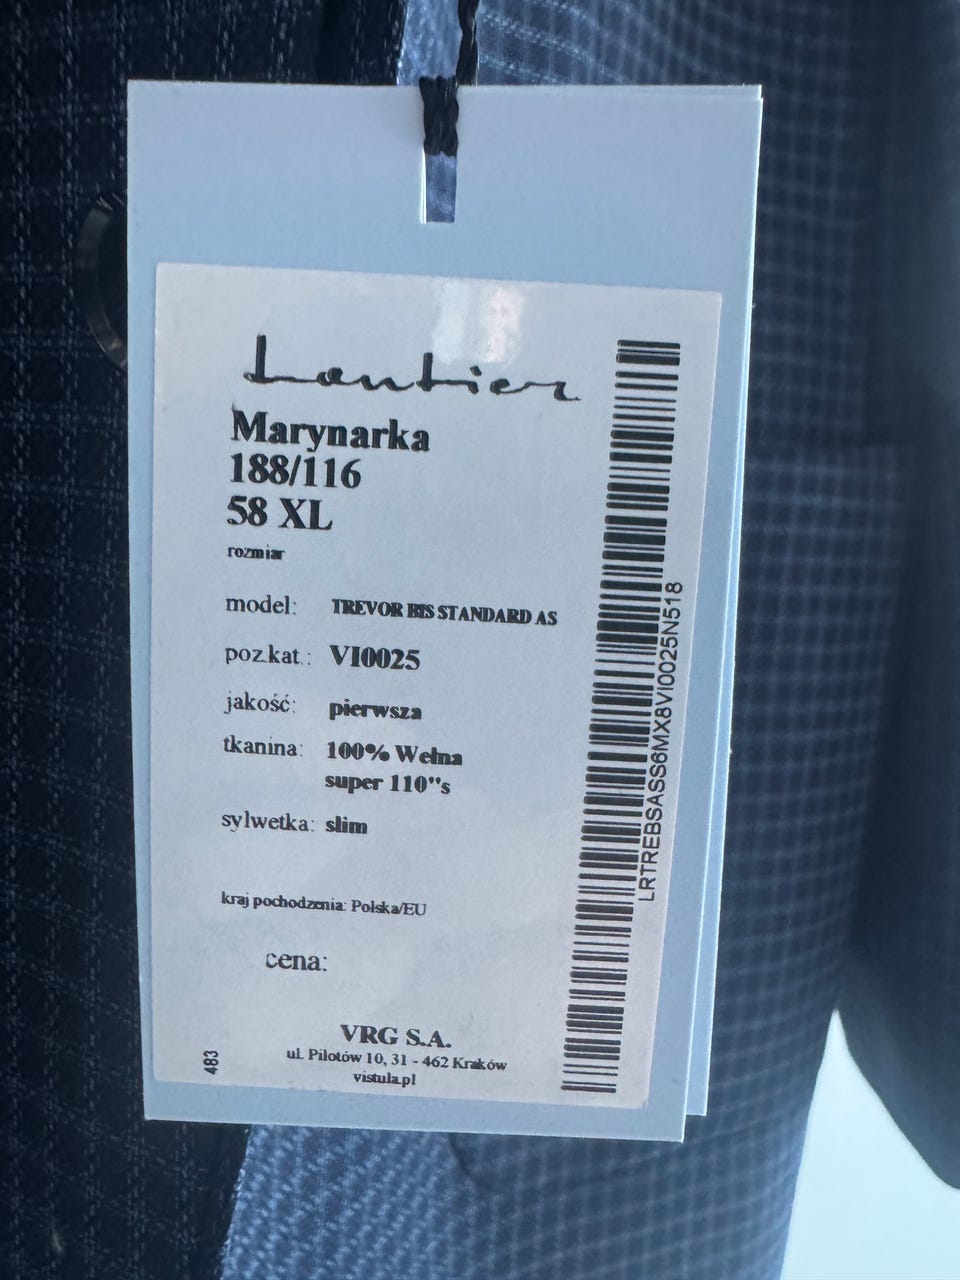 Lantier
Marynarka
188/116
58 XL
rozmiar
model: TREVOR BIS STANDARD AS
poz.kat.: VI0025
jakość: pierwsza
tkanina: 100% Wełna
super 110"s
sylwetka: slim
kraj pochodzenia: Polska/EU
cena:
VRG S.A.
ul. Pilotów 10, 31 - 462 Kraków
vistula.pl
483
LRTREBSASS6MX8VI0025N518